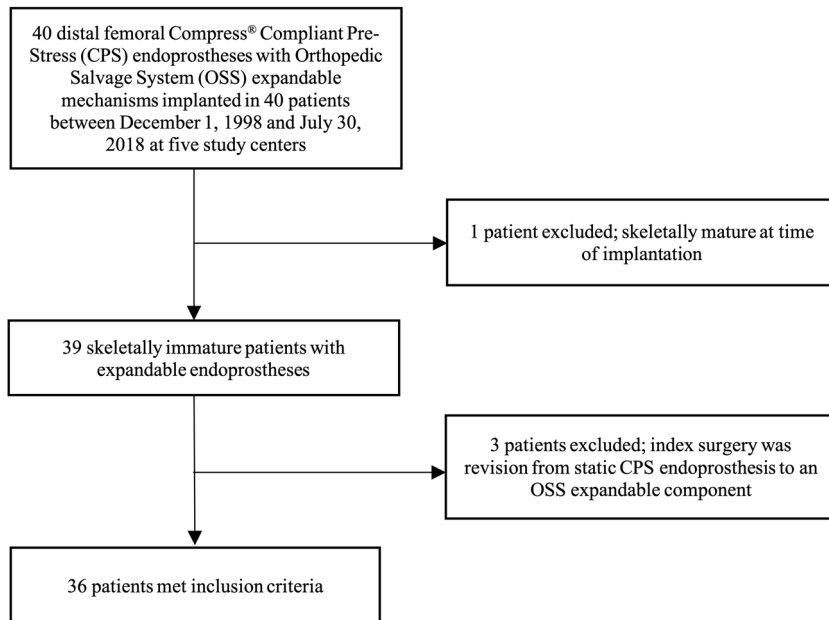 40 distal femoral Compress® Compliant Pre-
Stress (CPS) endoprostheses with Orthopedic
Salvage System (OSS) expandable
mechanisms implanted in 40 patients
between December 1, 1998 and July 30,
2018 at five study centers
1 patient excluded; skeletally mature at time
of implantation
39 skeletally immature patients with
expandable endoprostheses
3 patients excluded; index surgery was
revision from static CPS endoprosthesis to an
OSS expandable component
36 patients met inclusion criteria